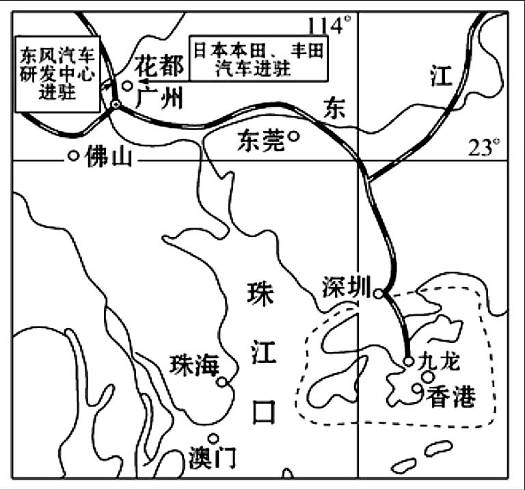 114°
东风汽车
研发中心
进驻
花都
日本本田、丰田
汽车进驻
广州
东
江
东莞
23°
佛山
深圳
珠
江
口
珠海
九龙
香港
澳门